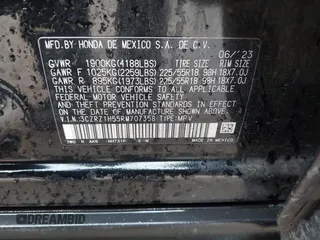 MFD.BY HONDA DE MEXICO S.A. DE C.V.
06/'23
GVWR 1900KG(4188LBS) TIRE SIZE RIM SIZE
GAWR F 1025KG(2259LBS) 225/55R18 98H 18X7.0J
GAWR R 895KG(1973LBS) 225/55R18 98H 18X7.0J
THIS VEHICLE CONFORMS TO ALL APPLICABLE
FEDERAL MOTOR VEHICLE SAFETY, BUMPER,
AND THEFT PREVENTION STANDARDS IN EFFECT ON THE
DATE OF MANUFACTURE SHOWN ABOVE.
V.I.N.:3CZRZ1H55RM707358 TYPE:MPV
MADE IN
MEXICO
DREAMBID